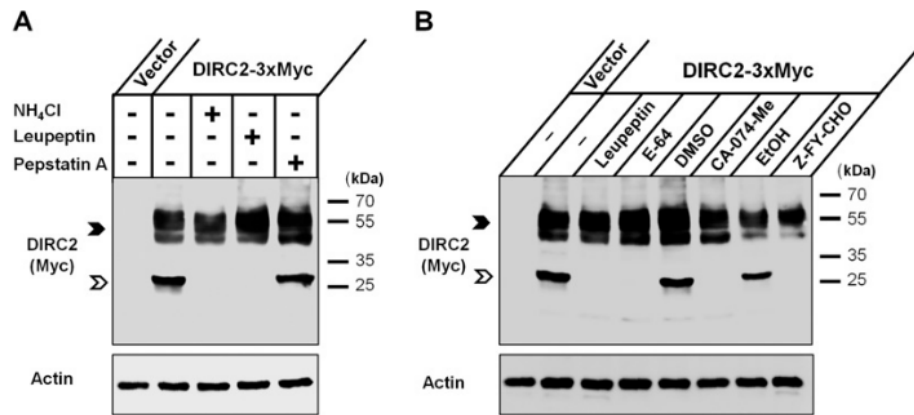 A
Vector
DIRC2-3xMyc
NH₄Cl - - + - -
Leupeptin - - - + -
Pepstatin A - - - - +
(kDa)
70
55
DIRC2
(Myc)
35
25
Actin
B
Vector
DIRC2-3xMyc
-
-
Leupeptin
E-64
DMSO
CA-074-Me
EtOH
Z-FY-CHO
(kDa)
70
55
DIRC2
(Myc)
35
25
Actin